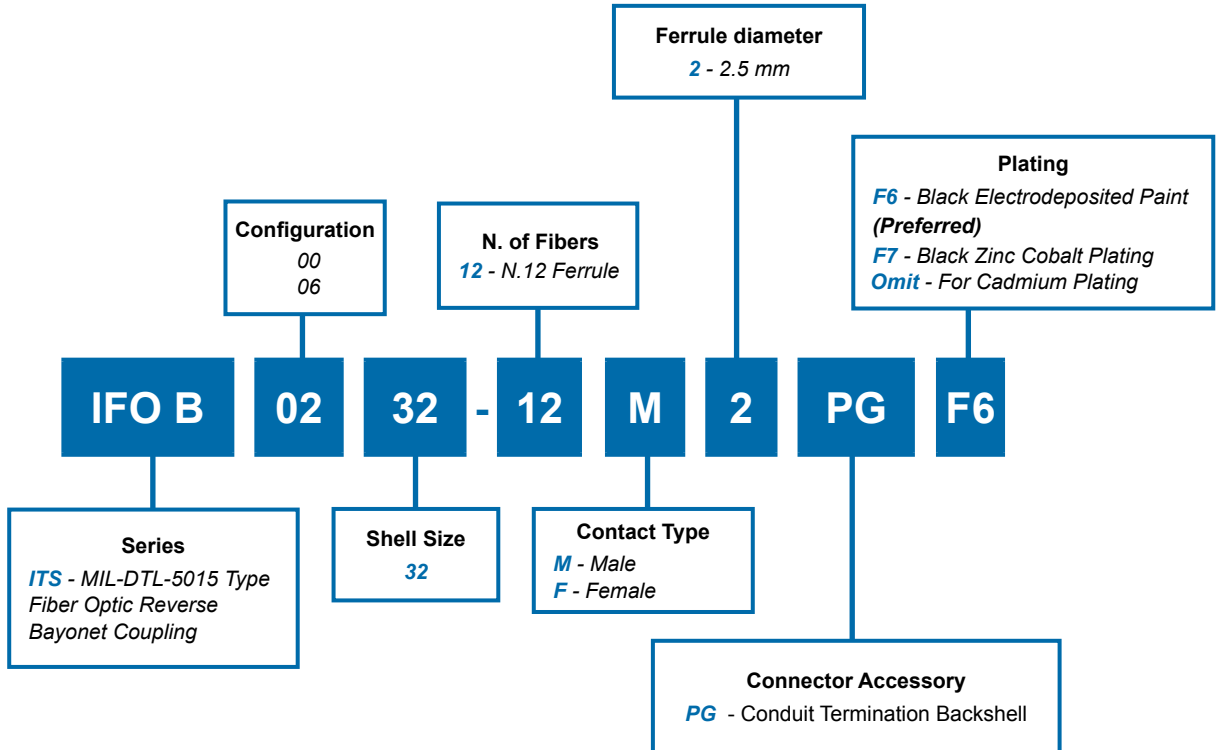 Ferrule diameter
2 - 2.5 mm
Plating
F6 - Black Electrodeposited Paint
(Preferred)
F7 - Black Zinc Cobalt Plating
Omit - For Cadmium Plating
Configuration
00
06
N. of Fibers
12 - N.12 Ferrule
IFO B 02 32 - 12 M 2 PG F6
Series
ITS - MIL-DTL-5015 Type
Fiber Optic Reverse
Bayonet Coupling
Shell Size
32
Contact Type
M - Male
F - Female
Connector Accessory
PG - Conduit Termination Backshell